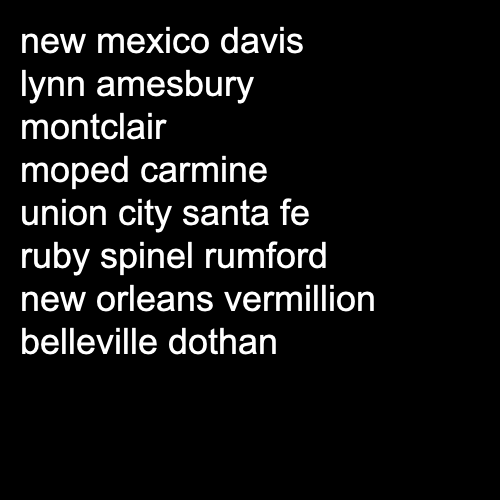 new mexico davis
lynn amesbury
montclair
moped carmine
union city santa fe
ruby spinel rumford
new orleans vermillion
belleville dothan